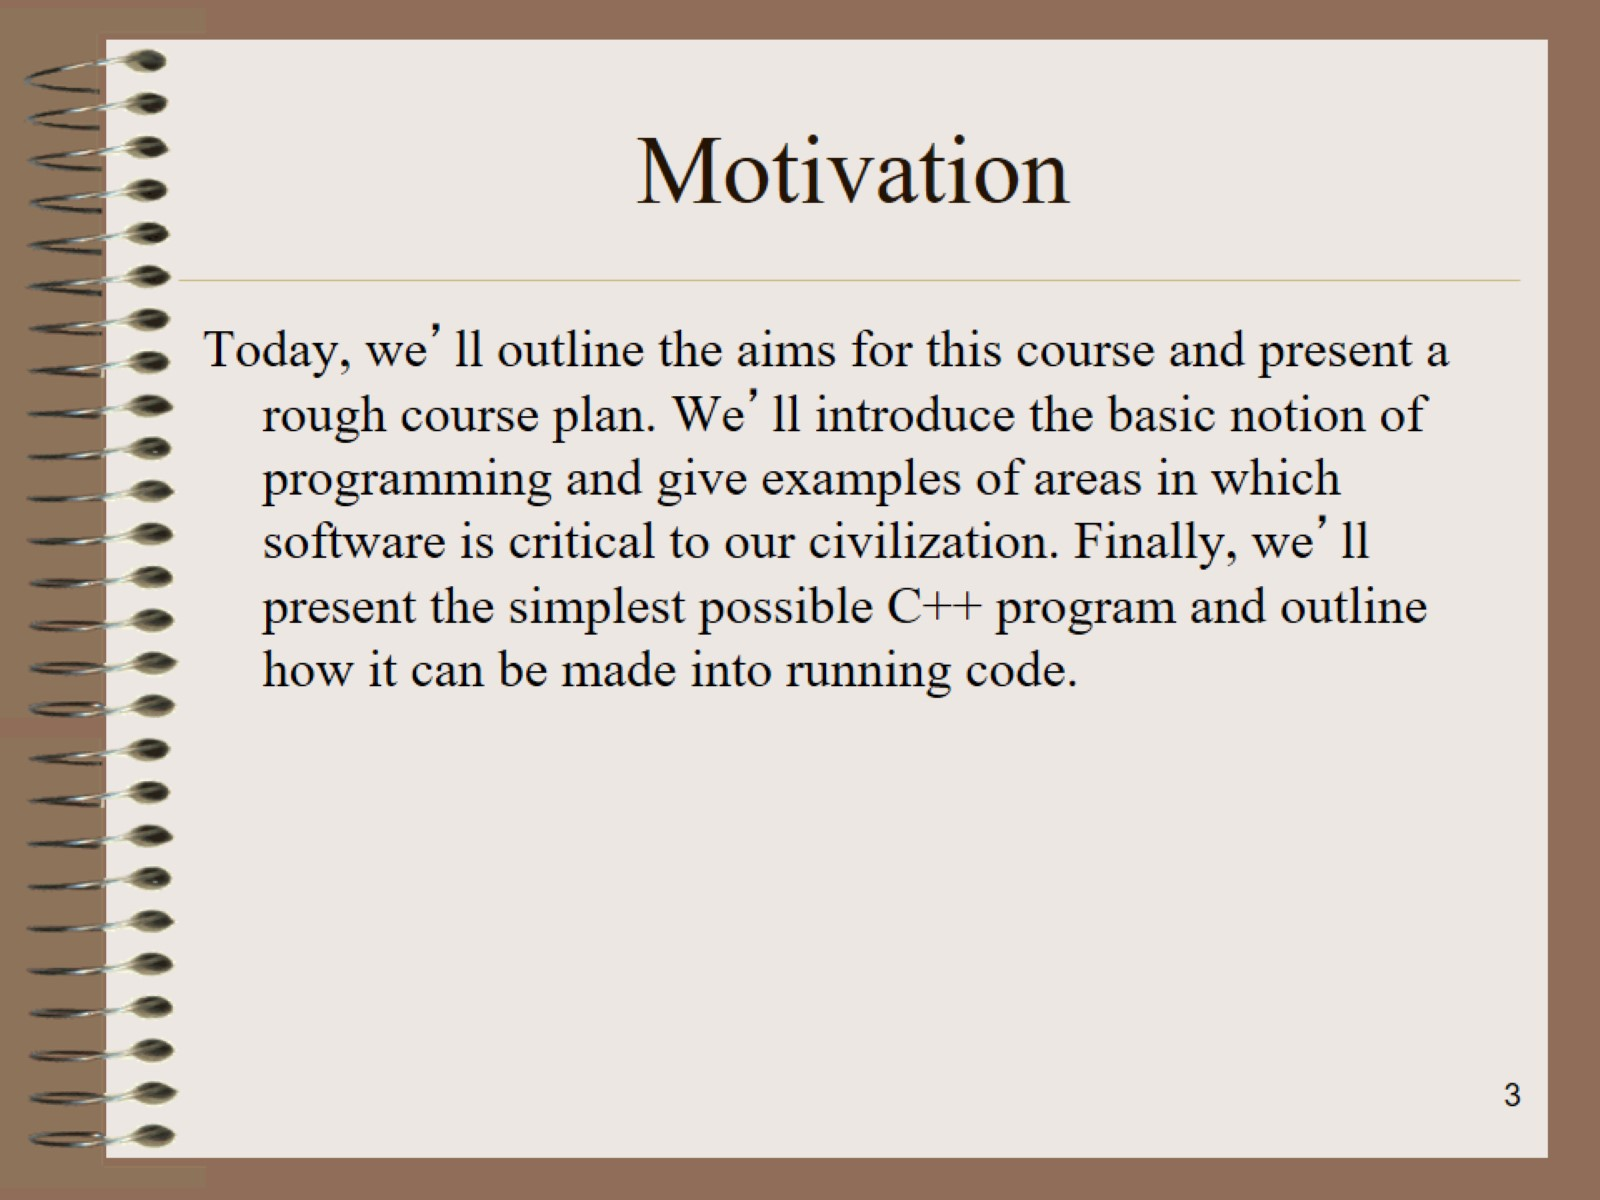 Motivation
Today, we’ll outline the aims for this course and present a
rough course plan. We’ll introduce the basic notion of
programming and give examples of areas in which
software is critical to our civilization. Finally, we’ll
present the simplest possible C++ program and outline
how it can be made into running code.
3